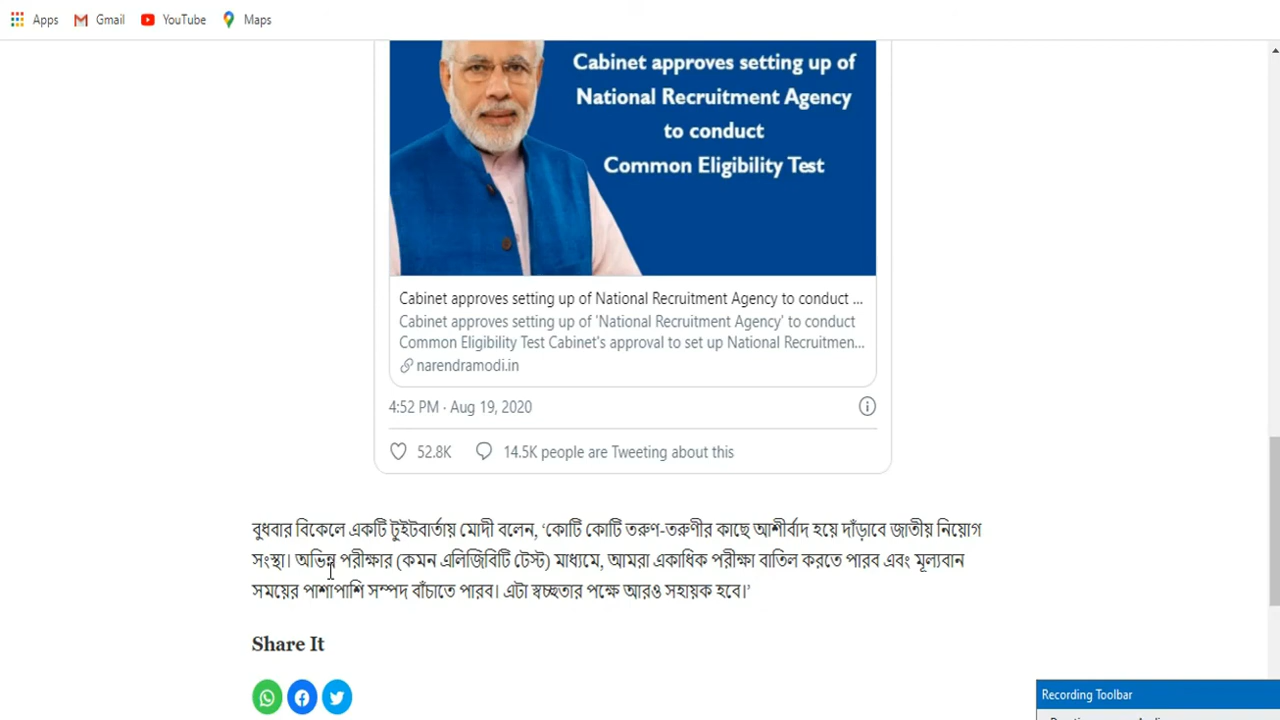 Apps Gmail YouTube Maps
Cabinet approves setting up of
National Recruitment Agency
to conduct
Common Eligibility Test
Cabinet approves setting up of National Recruitment Agency to conduct ...
Cabinet approves setting up of 'National Recruitment Agency' to conduct
Common Eligibility Test Cabinet's approval to set up National Recruitmen...
narendramodi.in
4:52 PM · Aug 19, 2020
52.8K 14.5K people are Tweeting about this
বুধবার বিকেলে একটি টুইটবার্তায় মোদী বলেন, ‘কোটি কোটি তরুণ-তরুণীর কাছে আশীর্বাদ হয়ে দাঁড়াবে জাতীয় নিয়োগ
সংস্থা। অভিন্ন পরীক্ষার (কমন এলিজিবিটি টেস্ট) মাধ্যমে, আমরা একাধিক পরীক্ষা বাতিল করতে পারব এবং মূল্যবান
সময়ের পাশাপাশি সম্পদ বাঁচাতে পারব। এটা স্বচ্ছতার পক্ষে আরও সহায়ক হবে।’
Share It
Recording Toolbar